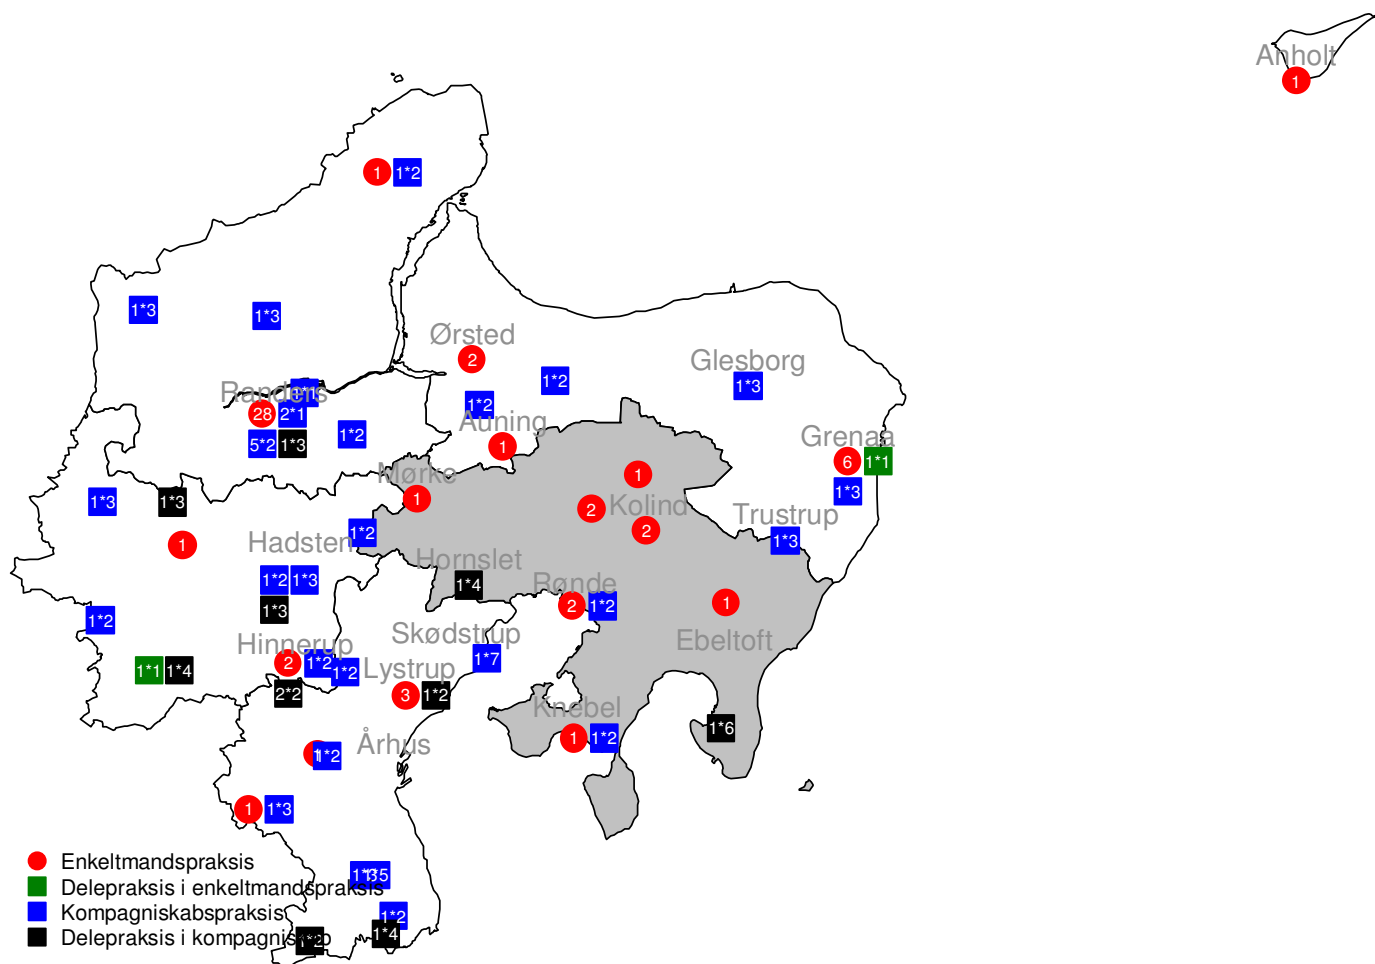 Anholt
1
1 1*2
1*3 1*3
Ørsted
2
Glesborg
1*3
1*2
1*2
Randers
28 2*1
5*2 1*3
1*2
Auning
1
Grenaa
6 1*1
1*3
Mørke
1
1
2 Kolind
2
Trustrup
1*3
1*3 1*3
1
Hadsten
1*2
1*2 1*3
1*3
Hornslet
1*4
Rønde
2 1*2
1
Ebeltoft
1*2
Skødstrup
1*7
Hinnerup
2 1*2
1*2
2*2
Lystrup
3 1*2
1*1 1*4
Knebel
1 1*2
1*6
Århus
1*2
1 1*3
1*2
1*4
Enkeltmandspraksis
Delepraksis i enkeltmandspraksis
Kompagniskabspraksis
Delepraksis i kompagniskab